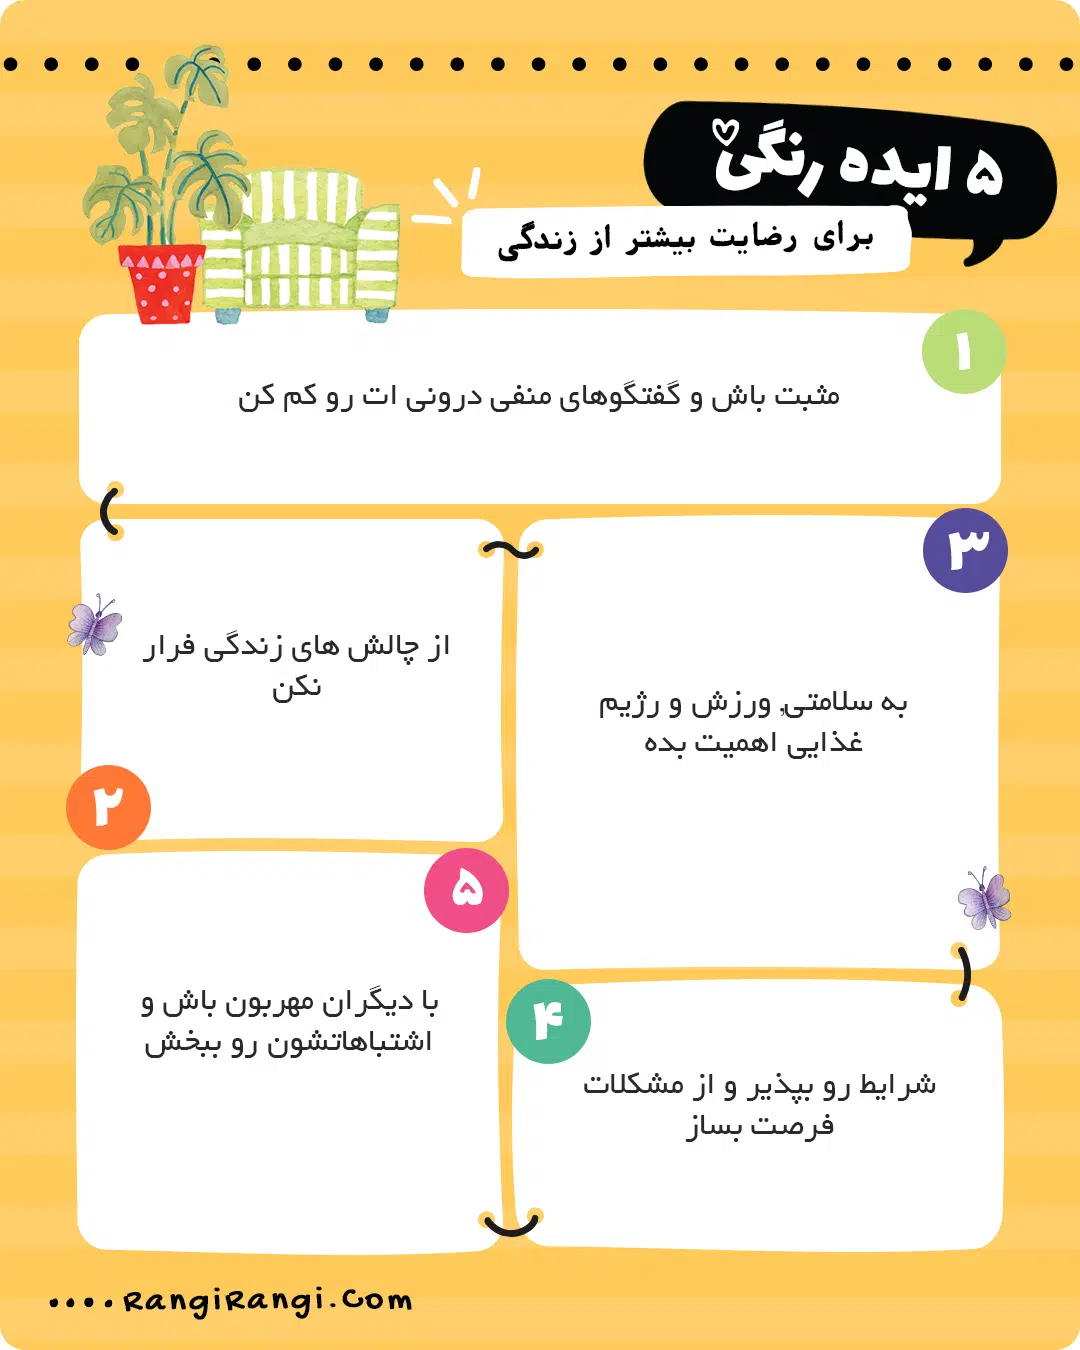 ۵ ایده رنگی
برای رضایت بیشتر از زندگی
۱
مثبت باش و گفتگوهای منفی درونی ات رو کم کن
۲
از چالش های زندگی فرار
نکن
۳
به سلامتی, ورزش و رژیم
غذایی اهمیت بده
۴
شرایط رو بپذیر و از مشکلات
فرصت بساز
۵
با دیگران مهربون باش و
اشتباهاتشون رو ببخش
....RangiRangi.Com